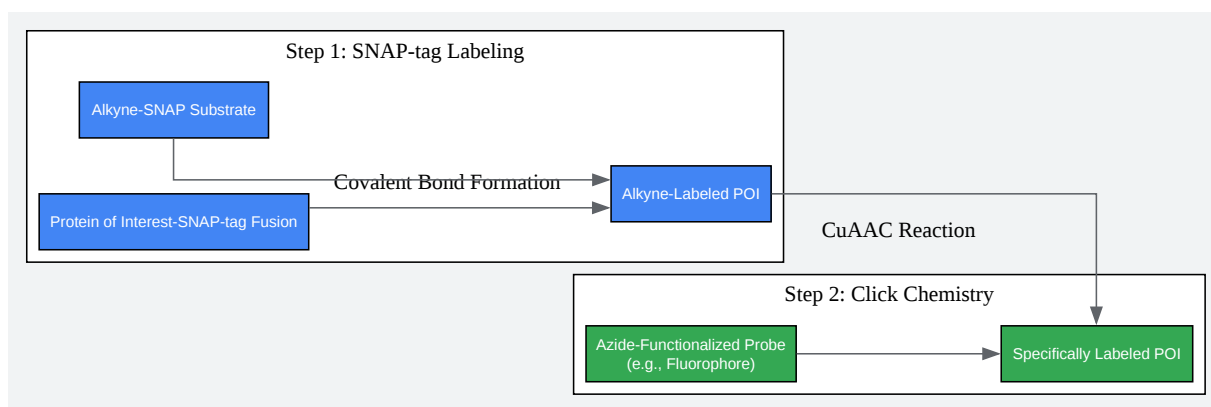 Step 1: SNAP-tag Labeling
Alkyne-SNAP Substrate
Covalent Bond Formation
Alkyne-Labeled POI
Protein of Interest-SNAP-tag Fusion
CuAAC Reaction
Step 2: Click Chemistry
Azide-Functionalized Probe
(e.g., Fluorophore)
Specifically Labeled POI